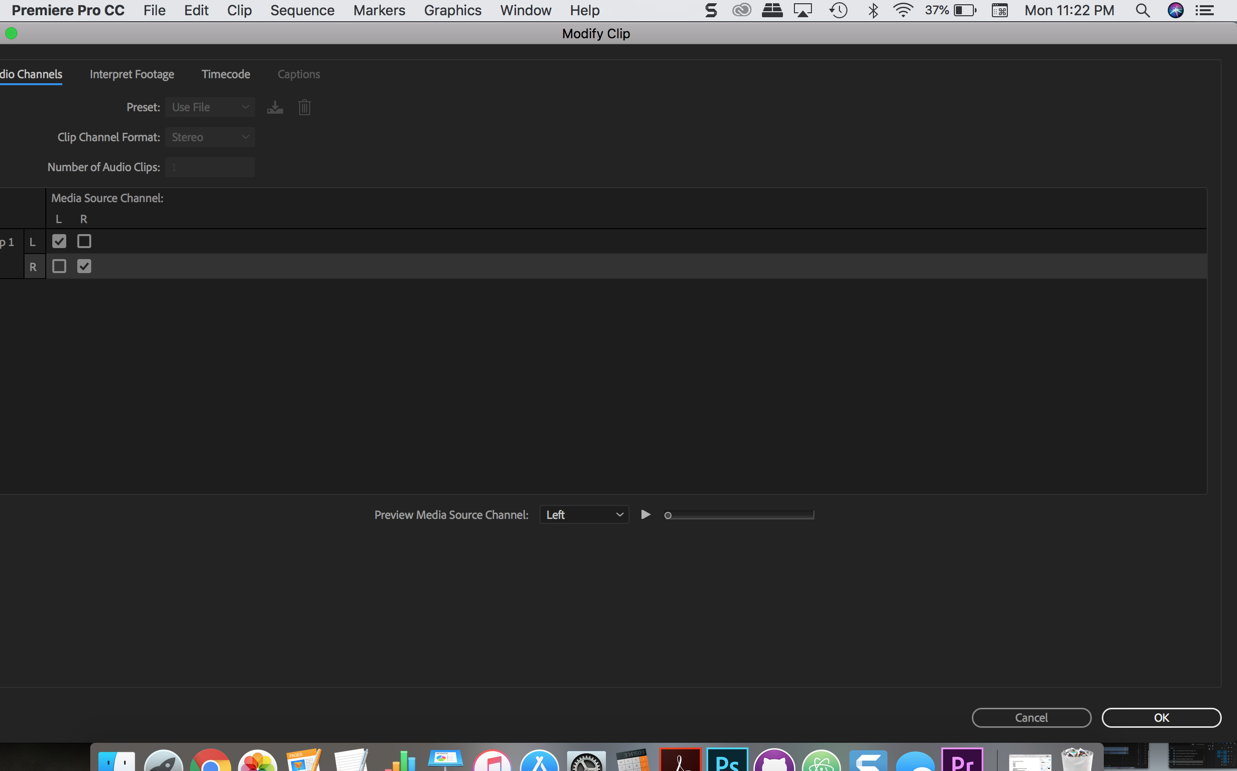 Premiere Pro CC File Edit Clip Sequence Markers Graphics Window Help 37% Mon 11:22 PM
Modify Clip
dio Channels Interpret Footage Timecode Captions
Preset: Use File
Clip Channel Format: Stereo
Number of Audio Clips: 1
Media Source Channel:
L R
p 1 L
R
Preview Media Source Channel: Left
Cancel OK
Ps Pr